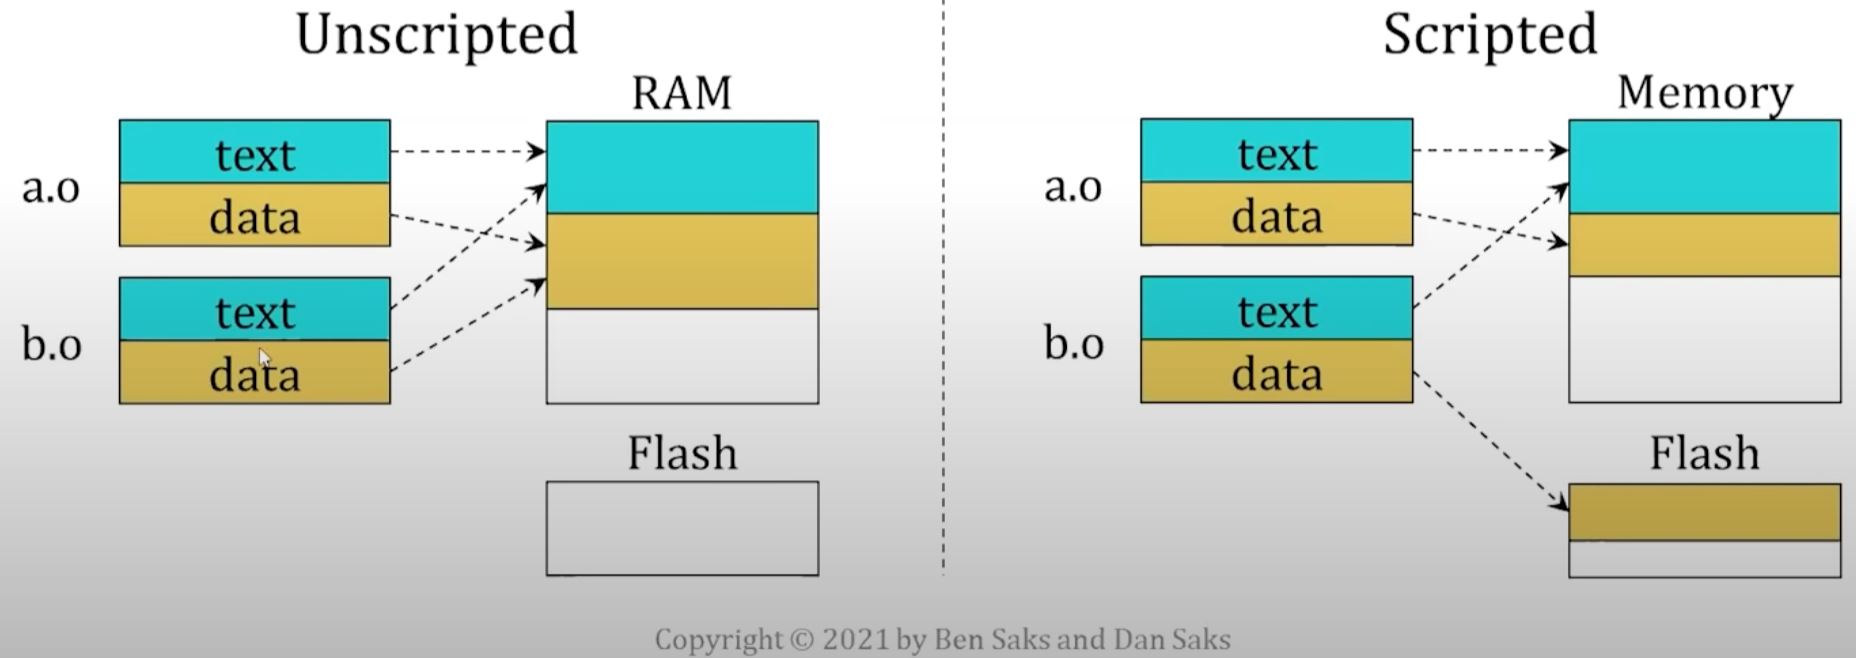 Unscripted
RAM
a.o
text
data
b.o
text
data
Flash
Scripted
Memory
a.o
text
data
b.o
text
data
Flash
Copyright © 2021 by Ben Saks and Dan Saks